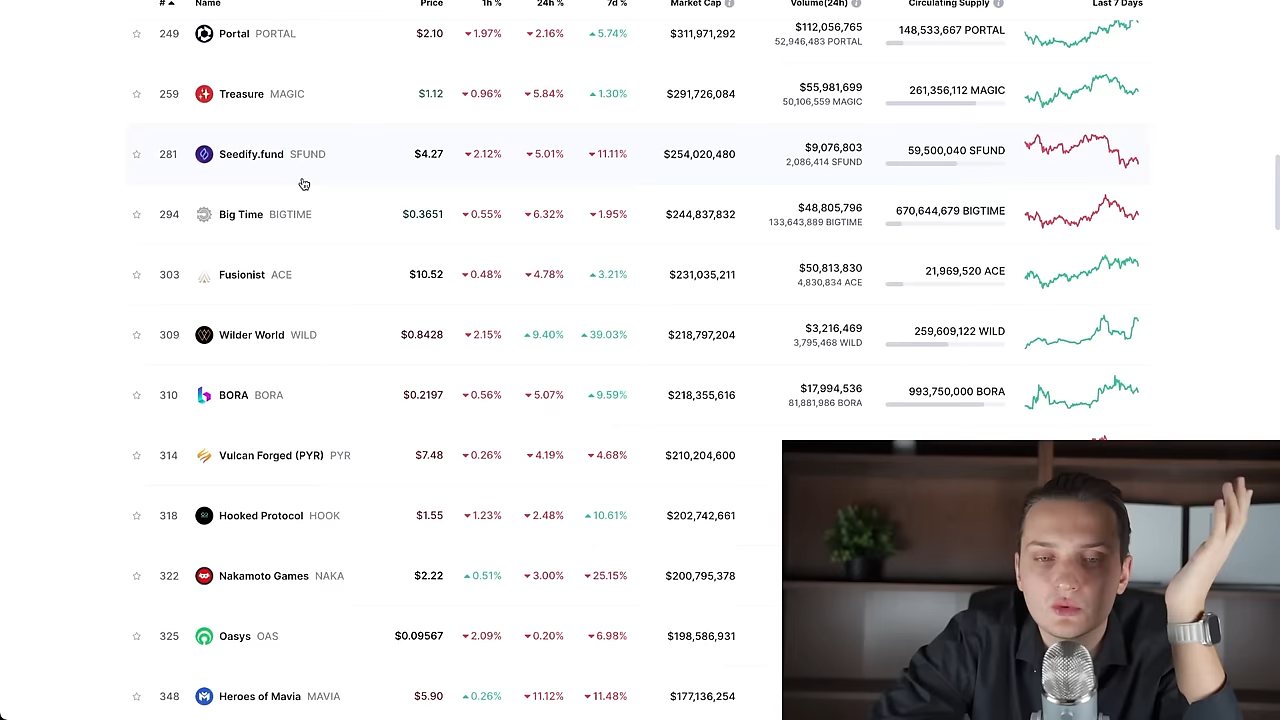 # Name Price 1h % 24h % 7d % Market Cap Volume(24h) Circulating Supply Last 7 Days
249 Portal PORTAL $2.10 1.97% 2.16% 5.74% $311,971,292 $112,056,765 148,533,667 PORTAL
52,946,483 PORTAL
259 Treasure MAGIC $1.12 0.96% 5.84% 1.30% $291,726,084 $55,981,699 261,356,112 MAGIC
50,106,559 MAGIC
281 Seedify.fund SFUND $4.27 2.12% 5.01% 11.11% $254,020,480 $9,076,803 59,500,040 SFUND
2,086,414 SFUND
294 Big Time BIGTIME $0.3651 0.55% 6.32% 1.95% $244,837,832 $48,805,796 670,644,679 BIGTIME
133,643,889 BIGTIME
303 Fusionist ACE $10.52 0.48% 4.78% 3.21% $231,035,211 $50,813,830 21,969,520 ACE
4,830,834 ACE
309 Wilder World WILD $0.8428 2.15% 9.40% 39.03% $218,797,204 $3,216,469 259,609,122 WILD
3,795,468 WILD
310 BORA BORA $0.2197 0.56% 5.07% 9.59% $218,355,616 $17,994,536 993,750,000 BORA
81,881,986 BORA
314 Vulcan Forged (PYR) PYR $7.48 0.26% 4.19% 4.68% $210,204,600
318 Hooked Protocol HOOK $1.55 1.23% 2.48% 10.61% $202,742,661
322 Nakamoto Games NAKA $2.22 0.51% 3.00% 25.15% $200,795,378
325 Oasys OAS $0.09567 2.09% 0.20% 6.98% $198,586,931
348 Heroes of Mavia MAVIA $5.90 0.26% 11.12% 11.48% $177,136,254